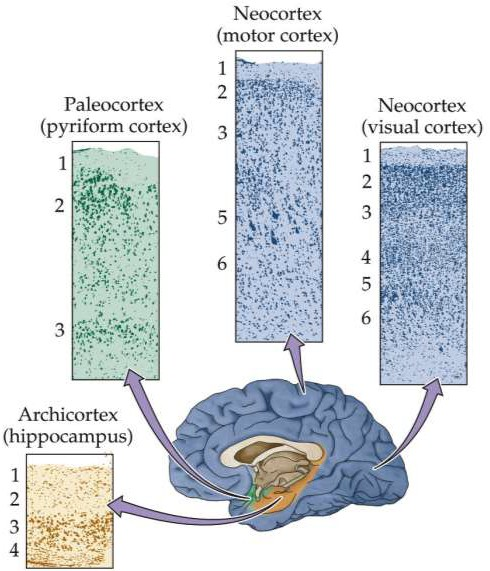 Neocortex
(motor cortex)
1
2
3
5
6
Paleocortex
(pyriform cortex)
1
2
3
Neocortex
(visual cortex)
1
2
3
4
5
6
Archicortex
(hippocampus)
1
2
3
4